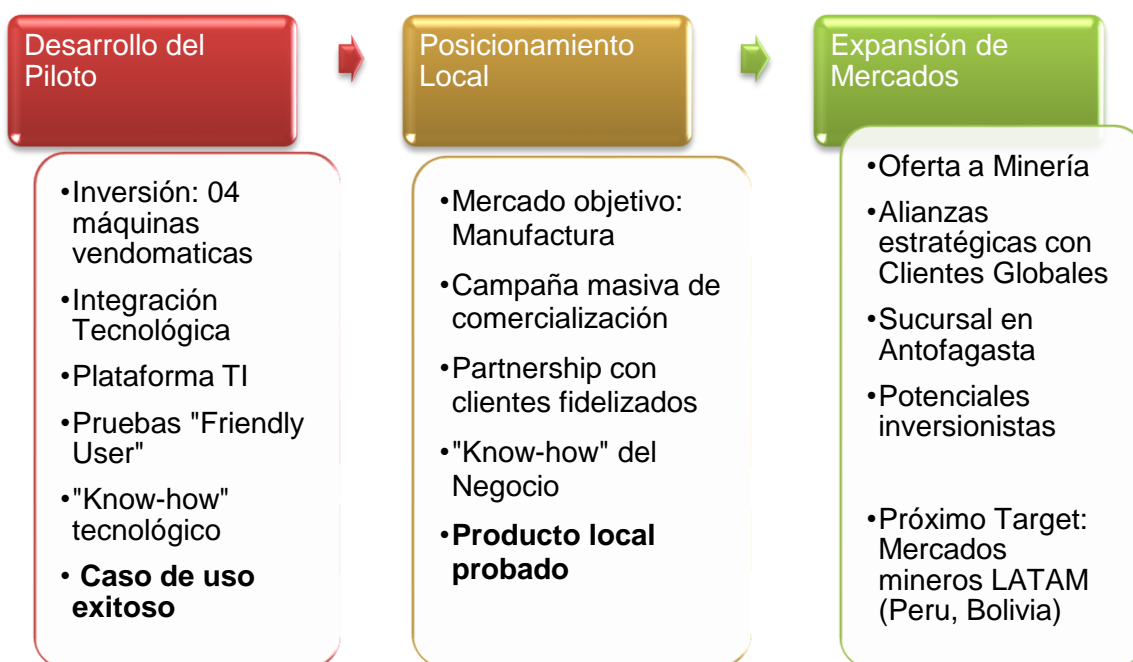 Desarrollo del
Piloto
•Inversión: 04
máquinas
vendomaticas
•Integración
Tecnológica
•Plataforma TI
•Pruebas "Friendly
User"
•"Know-how"
tecnológico
• Caso de uso
exitoso
Posicionamiento
Local
•Mercado objetivo:
Manufactura
•Campaña masiva de
comercialización
•Partnership con
clientes fidelizados
•"Know-how" del
Negocio
•Producto local
probado
Expansión de
Mercados
•Oferta a Minería
•Alianzas
estratégicas con
Clientes Globales
•Sucursal en
Antofagasta
•Potenciales
inversionistas
•Próximo Target:
Mercados
mineros LATAM
(Peru, Bolivia)